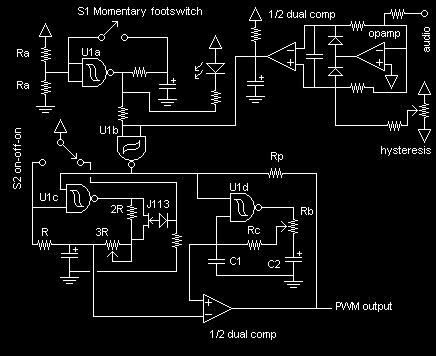 S1 Momentary footswitch
1/2 dual comp
Ra
U1a
+
opamp
audio
Ra
+
+
U1b
hysteresis
S2 on-off-on
Rp
U1c
J113
U1d
2R
Rb
R
3R
Rc
+
C1
C2
+
+
-
PWM output
1/2 dual comp